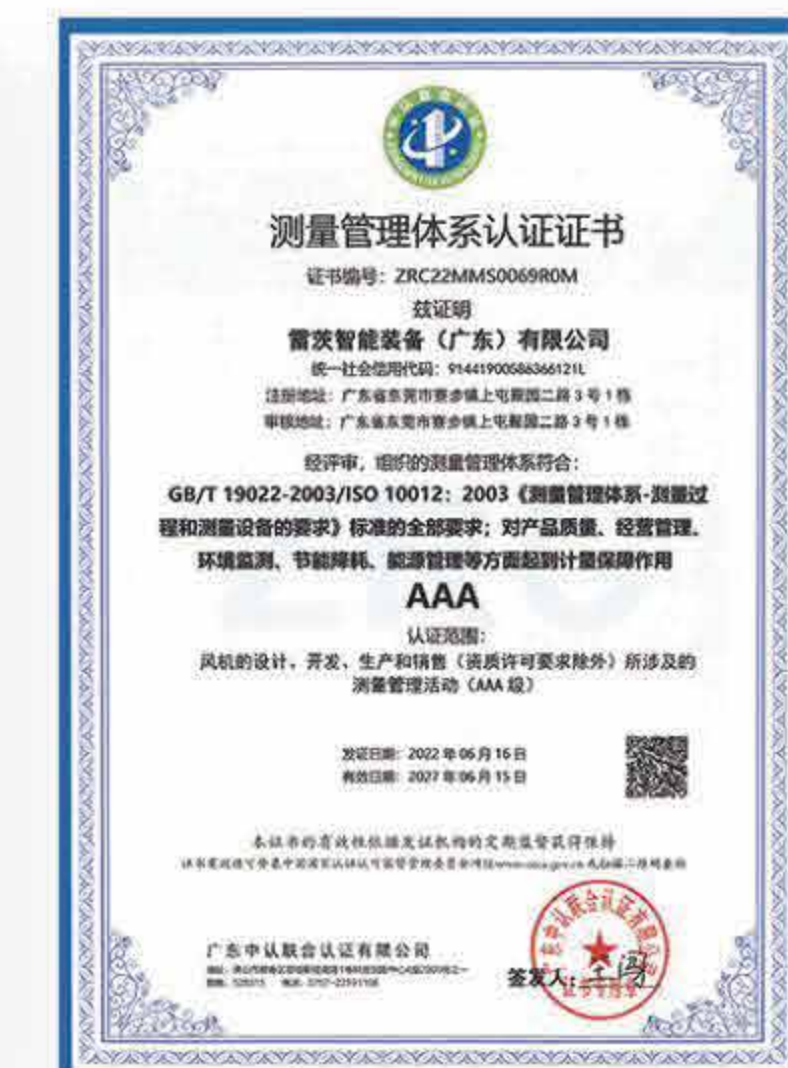 测量管理体系认证证书
证书编号：ZRC22MMS0069R0M
兹证明
雷茨智能装备（广东）有限公司
统一社会信用代码：91441900586366121L
注册地址：广东省东莞市寮步镇上屯聚园二路3号1栋
审核地址：广东省东莞市寮步镇上屯聚园二路3号1栋
经评审，组织的测量管理体系符合：
GB/T 19022-2003/ISO 10012：2003《测量管理体系-测量过
程和测量设备的要求》标准的全部要求；对产品质量、经营管理、
环境监测、节能降耗、能源管理等方面起到计量保障作用
AAA
认证范围：
风机的设计、开发、生产和销售（资质许可要求除外）所涉及的
测量管理活动（AAA级）
发证日期：2022年06月16日
有效日期：2027年06月15日
本证书的有效性依据发证机构的定期监督获得保持
广东中认联合认证有限公司
签发人：